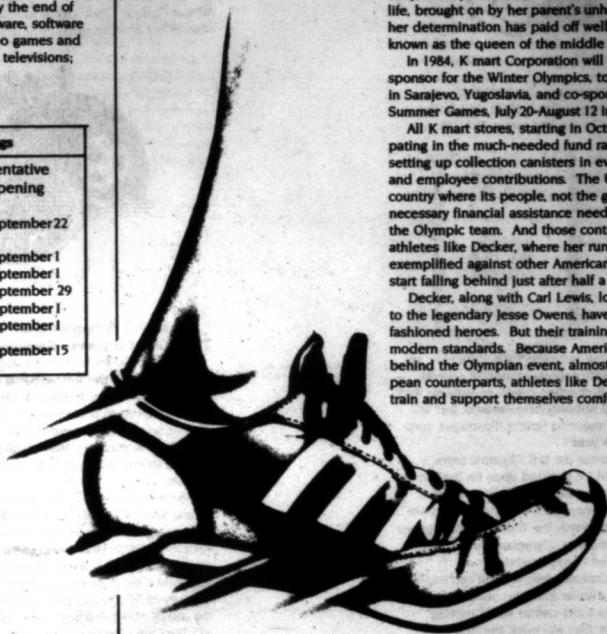 y the end of
ware, software
o games and
televisions;
gs
entative
pening
ptember 22
ptember 1
ptember 1
ptember 29
ptember 1
ptember 1
ptember 15
life, brought on by her parent's unh
her determination has paid off well
known as the queen of the middle
In 1984, K mart Corporation will
sponsor for the Winter Olympics, to
in Sarajevo, Yugoslavia, and co-spon
Summer Games, July 20-August 12 i
All K mart stores, starting in Oct
pating in the much-needed fund ra
setting up collection canisters in ev
and employee contributions. The U
country where its people, not the g
necessary financial assistance need
the Olympic team. And those cont
athletes like Decker, where her run
exemplified against other American
start falling behind just after half a
Decker, along with Carl Lewis, lo
to the legendary Jesse Owens, have
fashioned heroes. But their training
modern standards. Because Ameri
behind the Olympian event, almost
pean counterparts, athletes like De
train and support themselves comf